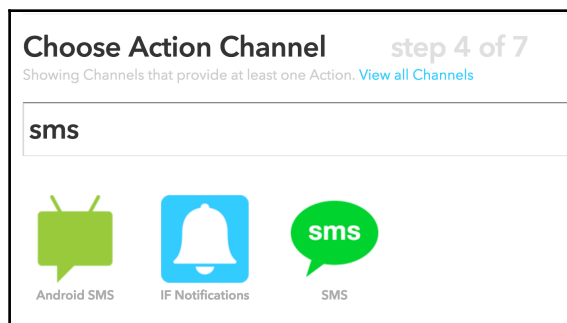 Choose Action Channel step 4 of 7
Showing Channels that provide at least one Action. View all Channels
sms
sms
Android SMS IF Notifications SMS